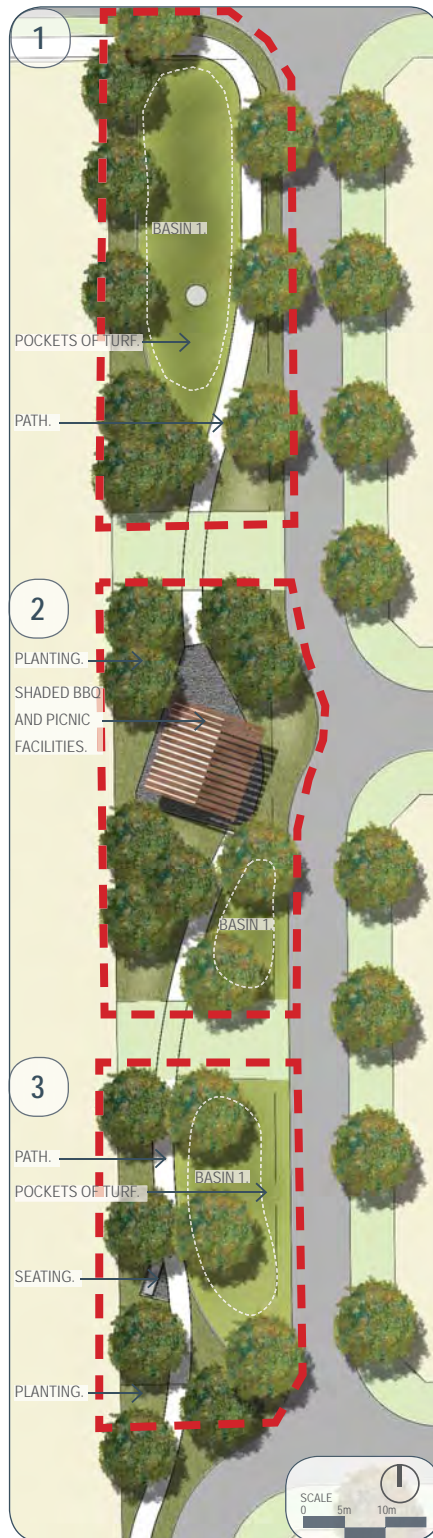 1
BASIN 1.
POCKETS OF TURF.
PATH.
2
PLANTING.
SHADED BBQ
AND PICNIC
FACILITIES.
BASIN 1.
3
PATH.
BASIN 1.
POCKETS OF TURF.
SEATING.
PLANTING.
SCALE
0 5m 10m